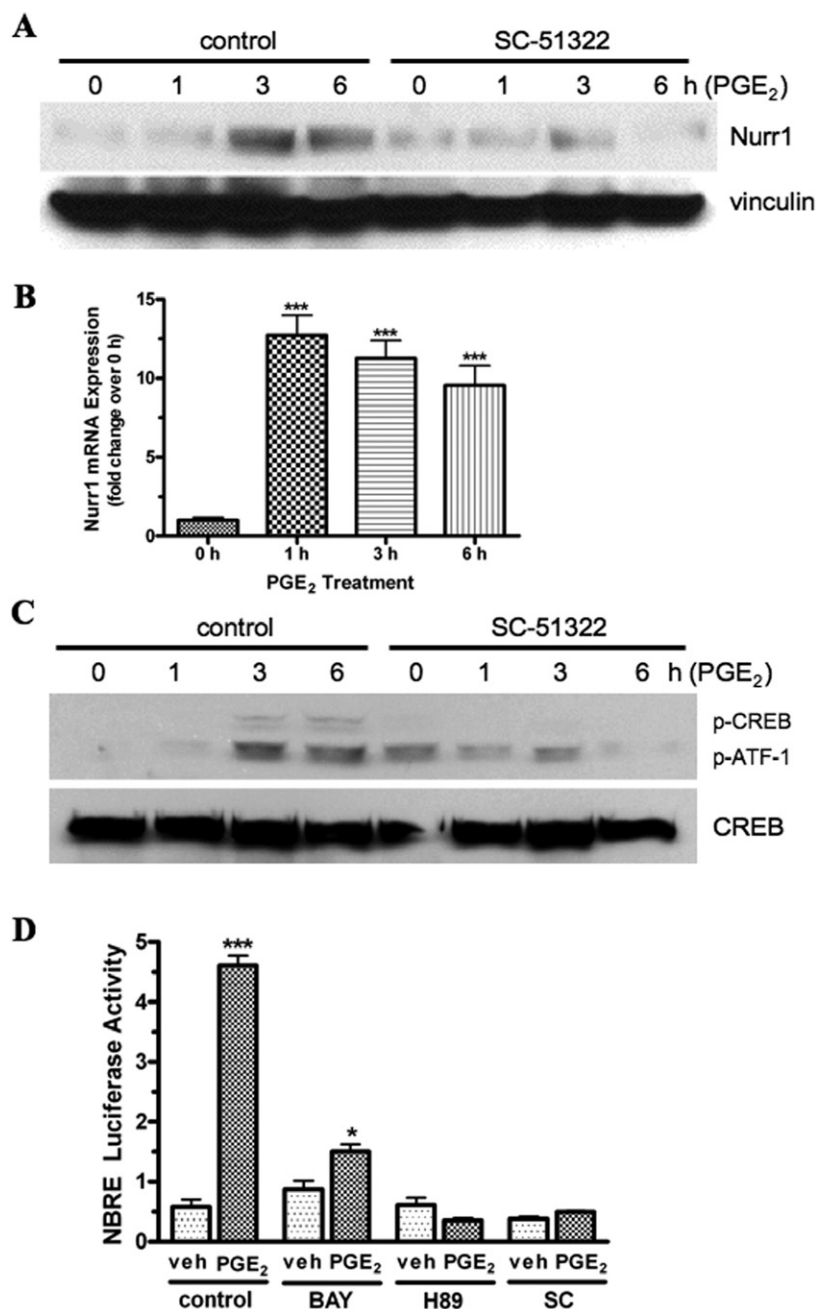 A
control SC-51322
0 1 3 6 0 1 3 6 h (PGE₂)
Nurr1
vinculin
B
Nurr1 mRNA Expression
(fold change over 0 h)
15
10
5
0
***
***
***
0 h 1 h 3 h 6 h
PGE₂ Treatment
C
control SC-51322
0 1 3 6 0 1 3 6 h (PGE₂)
p-CREB
p-ATF-1
CREB
D
NBRE Luciferase Activity
5
4
3
2
1
0
***
*
veh PGE₂ veh PGE₂ veh PGE₂ veh PGE₂
control BAY H89 SC